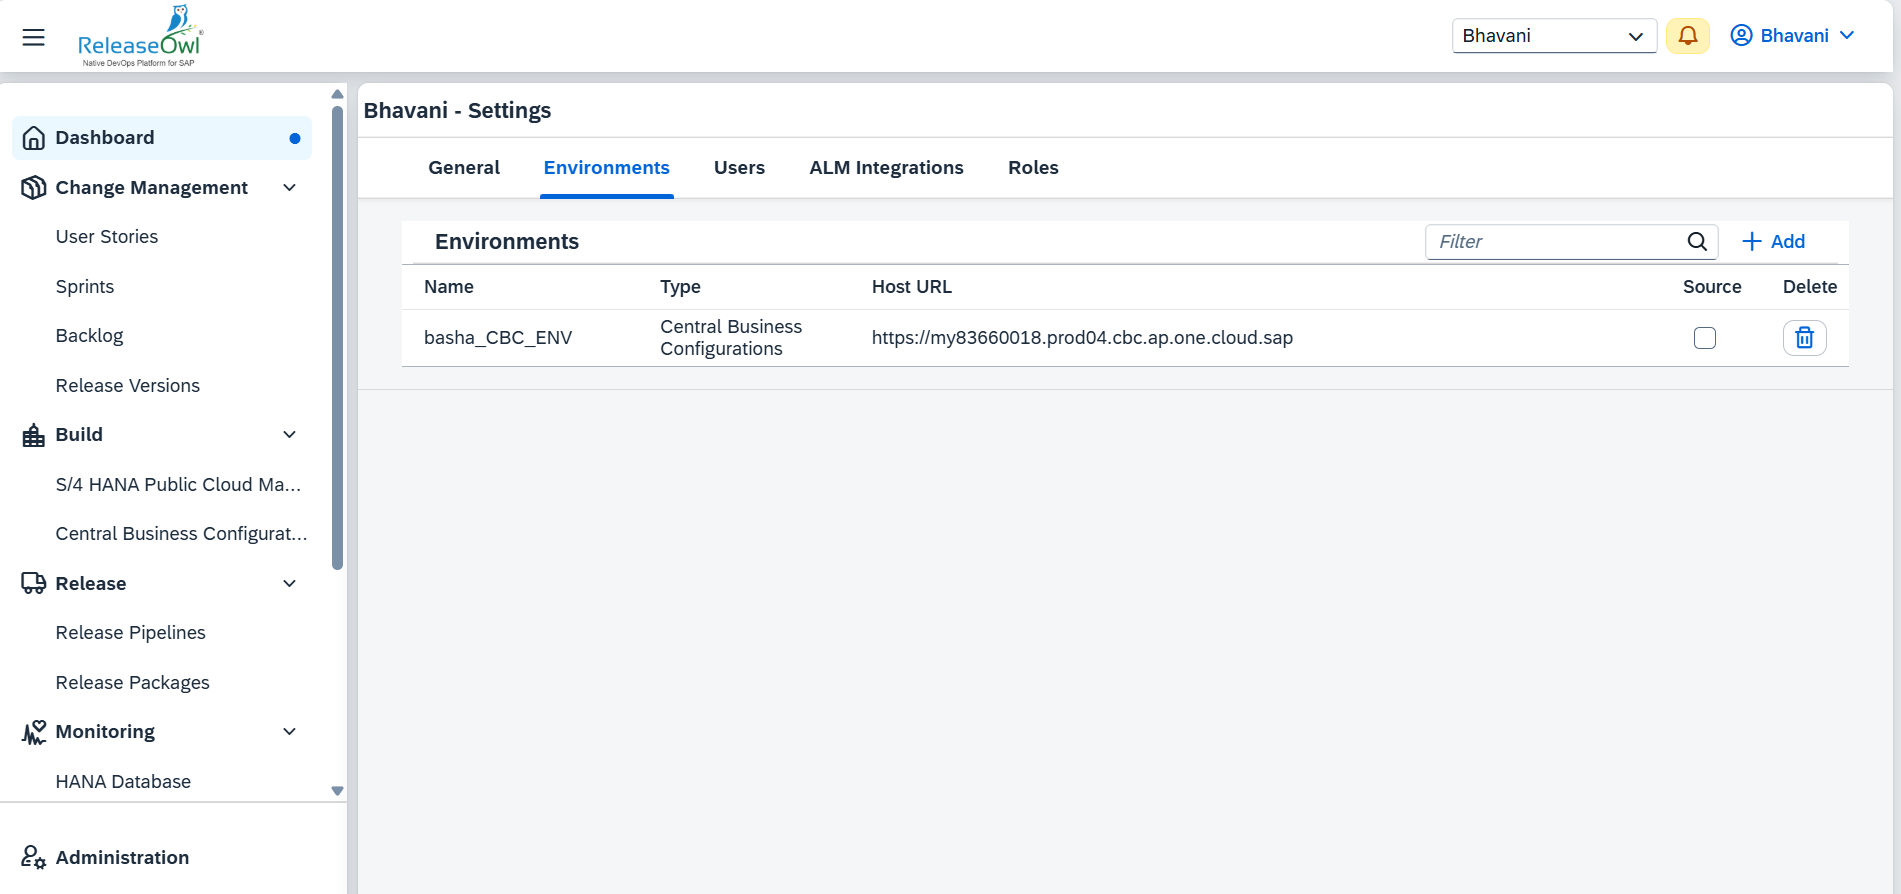 ReleaseOwl®
Native DevOps Platform for SAP
Bhavani
Bhavani
Dashboard
Change Management
User Stories
Sprints
Backlog
Release Versions
Build
S/4 HANA Public Cloud Ma...
Central Business Configurat...
Release
Release Pipelines
Release Packages
Monitoring
HANA Database
Administration
Bhavani - Settings
General Environments Users ALM Integrations Roles
Environments
Filter
Add
Name Type Host URL Source Delete
basha_CBC_ENV
Central Business
Configurations
https://my83660018.prod04.cbc.ap.one.cloud.sap